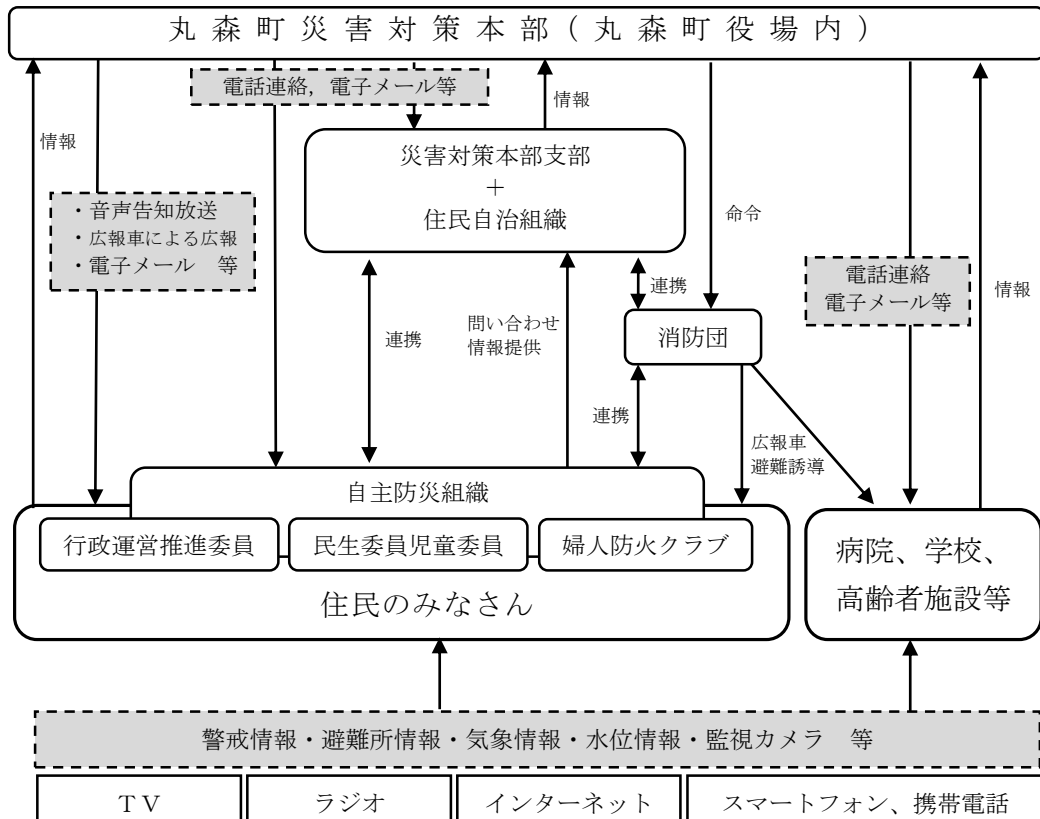 丸森町災害対策本部(丸森町役場内)
電話連絡, 電子メール等
情報
情報
災害対策本部支部
+
住民自治組織
・音声告知放送
・広報車による広報
・電子メール 等
命令
電話連絡
電子メール等
情報
連携
問い合わせ
情報提供
連携
消防団
連携
広報車
避難誘導
自主防災組織
行政運営推進委員
民生委員児童委員
婦人防火クラブ
住民のみなさん
病院、学校、
高齢者施設等
警戒情報・避難所情報・気象情報・水位情報・監視カメラ 等
TV
ラジオ
インターネット
スマートフォン、携帯電話